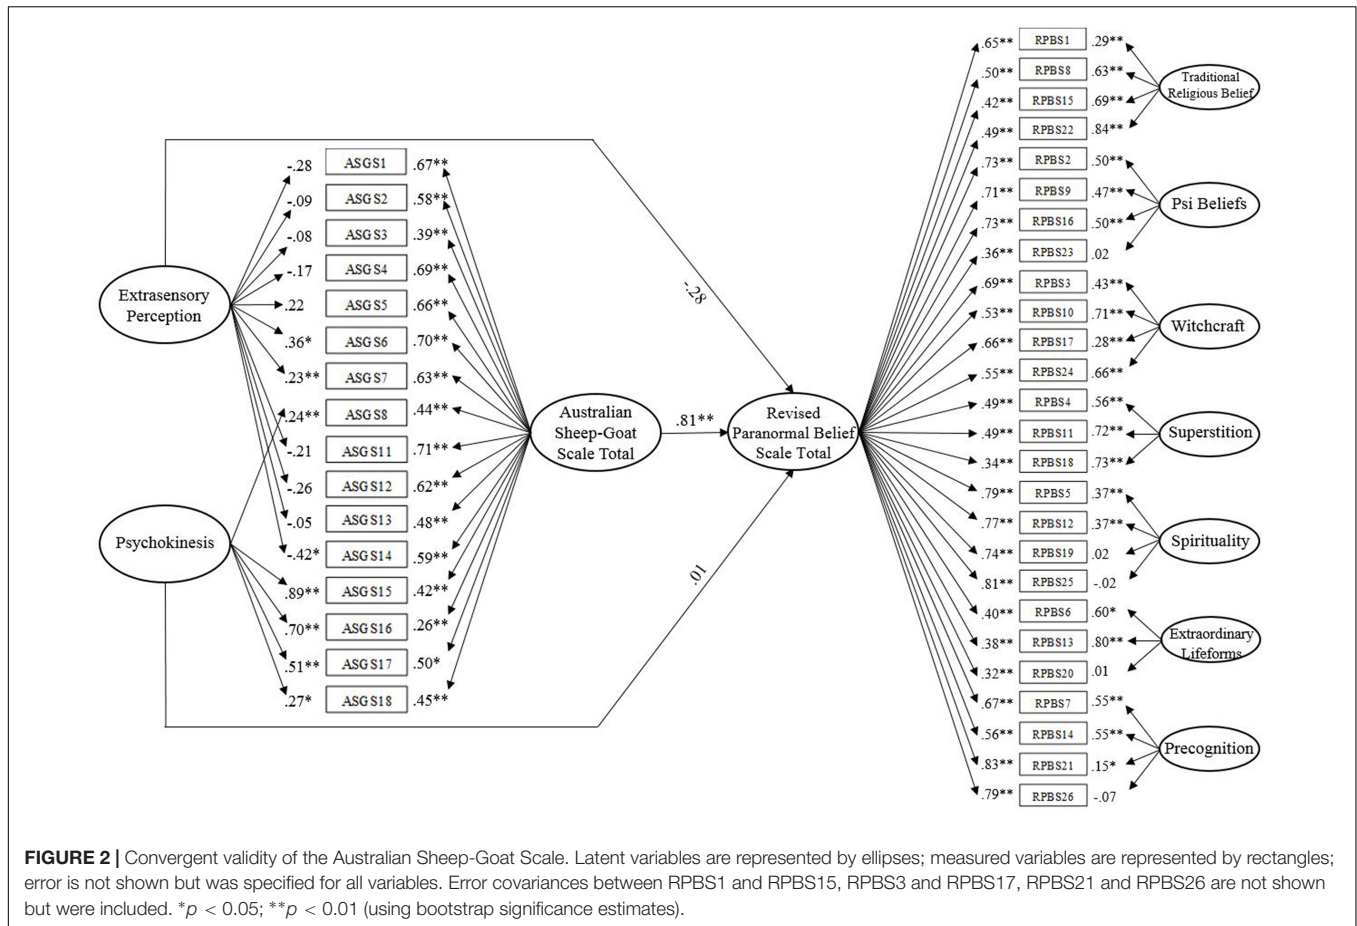 .65** RPBS1 .29**
.50** RPBS8 .63**
Traditional
Religious Belief
.42** RPBS15 .69**
.49** RPBS22 .84**
.73** RPBS2 .50**
.71** RPBS9 .47**
Psi Beliefs
.73** RPBS16 .50**
.36** RPBS23 .02
.69** RPBS3 .43**
.53** RPBS10 .71**
Witchcraft
.66** RPBS17 .28**
.55** RPBS24 .66**
.49** RPBS4 .56**
.49** RPBS11 .72**
Superstition
.34** RPBS18 .73**
.79** RPBS5 .37**
.77** RPBS12 .37**
Spirituality
.74** RPBS19 .02
.81** RPBS25 -.02
.40** RPBS6 .60*
.38** RPBS13 .80**
Extraordinary
Lifeforms
.32** RPBS20 .01
.67** RPBS7 .55**
.56** RPBS14 .55**
Precognition
.83** RPBS21 .15*
.79** RPBS26 -.07
-.28 ASGS1 .67**
-.09 ASGS2 .58**
-.08 ASGS3 .39**
-.17 ASGS4 .69**
.22 ASGS5 .66**
.36* ASGS6 .70**
.23** ASGS7 .63**
.24** ASGS8 .44**
-.21 ASGS11 .71**
-.26 ASGS12 .62**
-.05 ASGS13 .48**
-.42* ASGS14 .59**
.89** ASGS15 .42**
.70** ASGS16 .26**
.51** ASGS17 .50*
.27* ASGS18 .45**
Extrasensory
Perception
Psychokinesis
Australian
Sheep-Goat
Scale Total
.81**
-.28
.01
Revised
Paranormal Belief
Scale Total
FIGURE 2 | Convergent validity of the Australian Sheep-Goat Scale. Latent variables are represented by ellipses; measured variables are represented by rectangles;
error is not shown but was specified for all variables. Error covariances between RPBS1 and RPBS15, RPBS3 and RPBS17, RPBS21 and RPBS26 are not shown
but were included. *p < 0.05; **p < 0.01 (using bootstrap significance estimates).